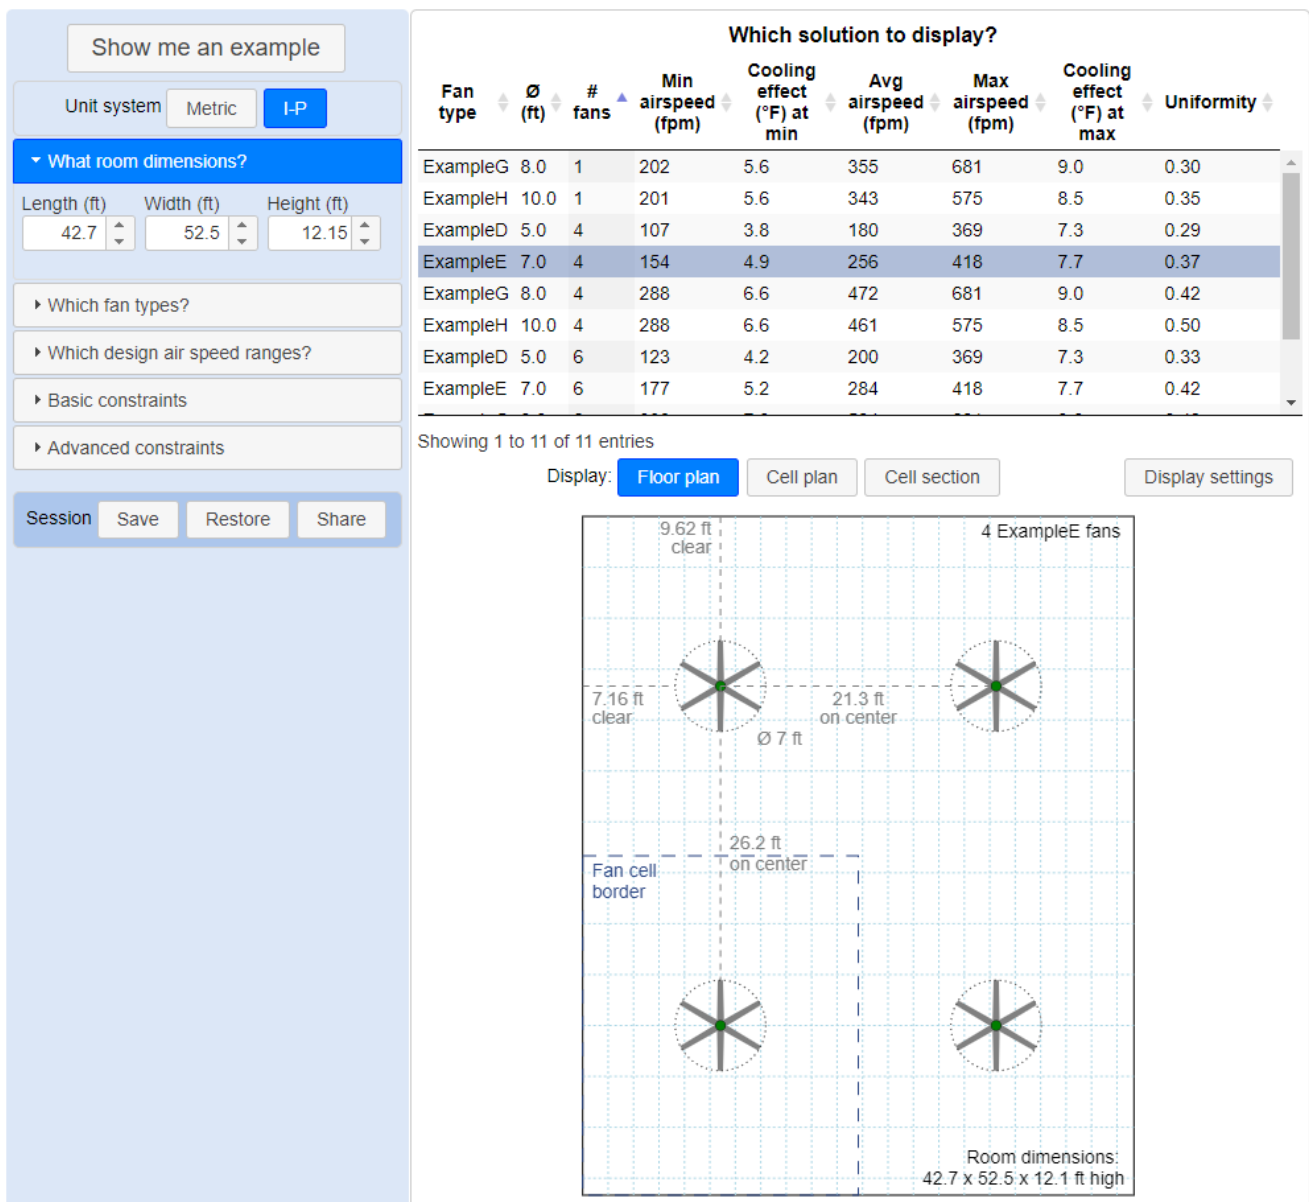 Show me an example
Unit system Metric I-P
What room dimensions?
Length (ft) Width (ft) Height (ft)
42.7 52.5 12.15
Which fan types?
Which design air speed ranges?
Basic constraints
Advanced constraints
Session Save Restore Share
Which solution to display?
Fan type Ø (ft) # fans Min airspeed (fpm) Cooling effect (°F) at min Avg airspeed (fpm) Max airspeed (fpm) Cooling effect (°F) at max Uniformity
ExampleG 8.0 1 202 5.6 355 681 9.0 0.30
ExampleH 10.0 1 201 5.6 343 575 8.5 0.35
ExampleD 5.0 4 107 3.8 180 369 7.3 0.29
ExampleE 7.0 4 154 4.9 256 418 7.7 0.37
ExampleG 8.0 4 288 6.6 472 681 9.0 0.42
ExampleH 10.0 4 288 6.6 461 575 8.5 0.50
ExampleD 5.0 6 123 4.2 200 369 7.3 0.33
ExampleE 7.0 6 177 5.2 284 418 7.7 0.42
Showing 1 to 11 of 11 entries
Display: Floor plan Cell plan Cell section Display settings
9.62 ft
clear
4 ExampleE fans
7.16 ft
clear
21.3 ft
on center
Ø 7 ft
26.2 ft
on center
Fan cell
border
Room dimensions:
42.7 x 52.5 x 12.1 ft high